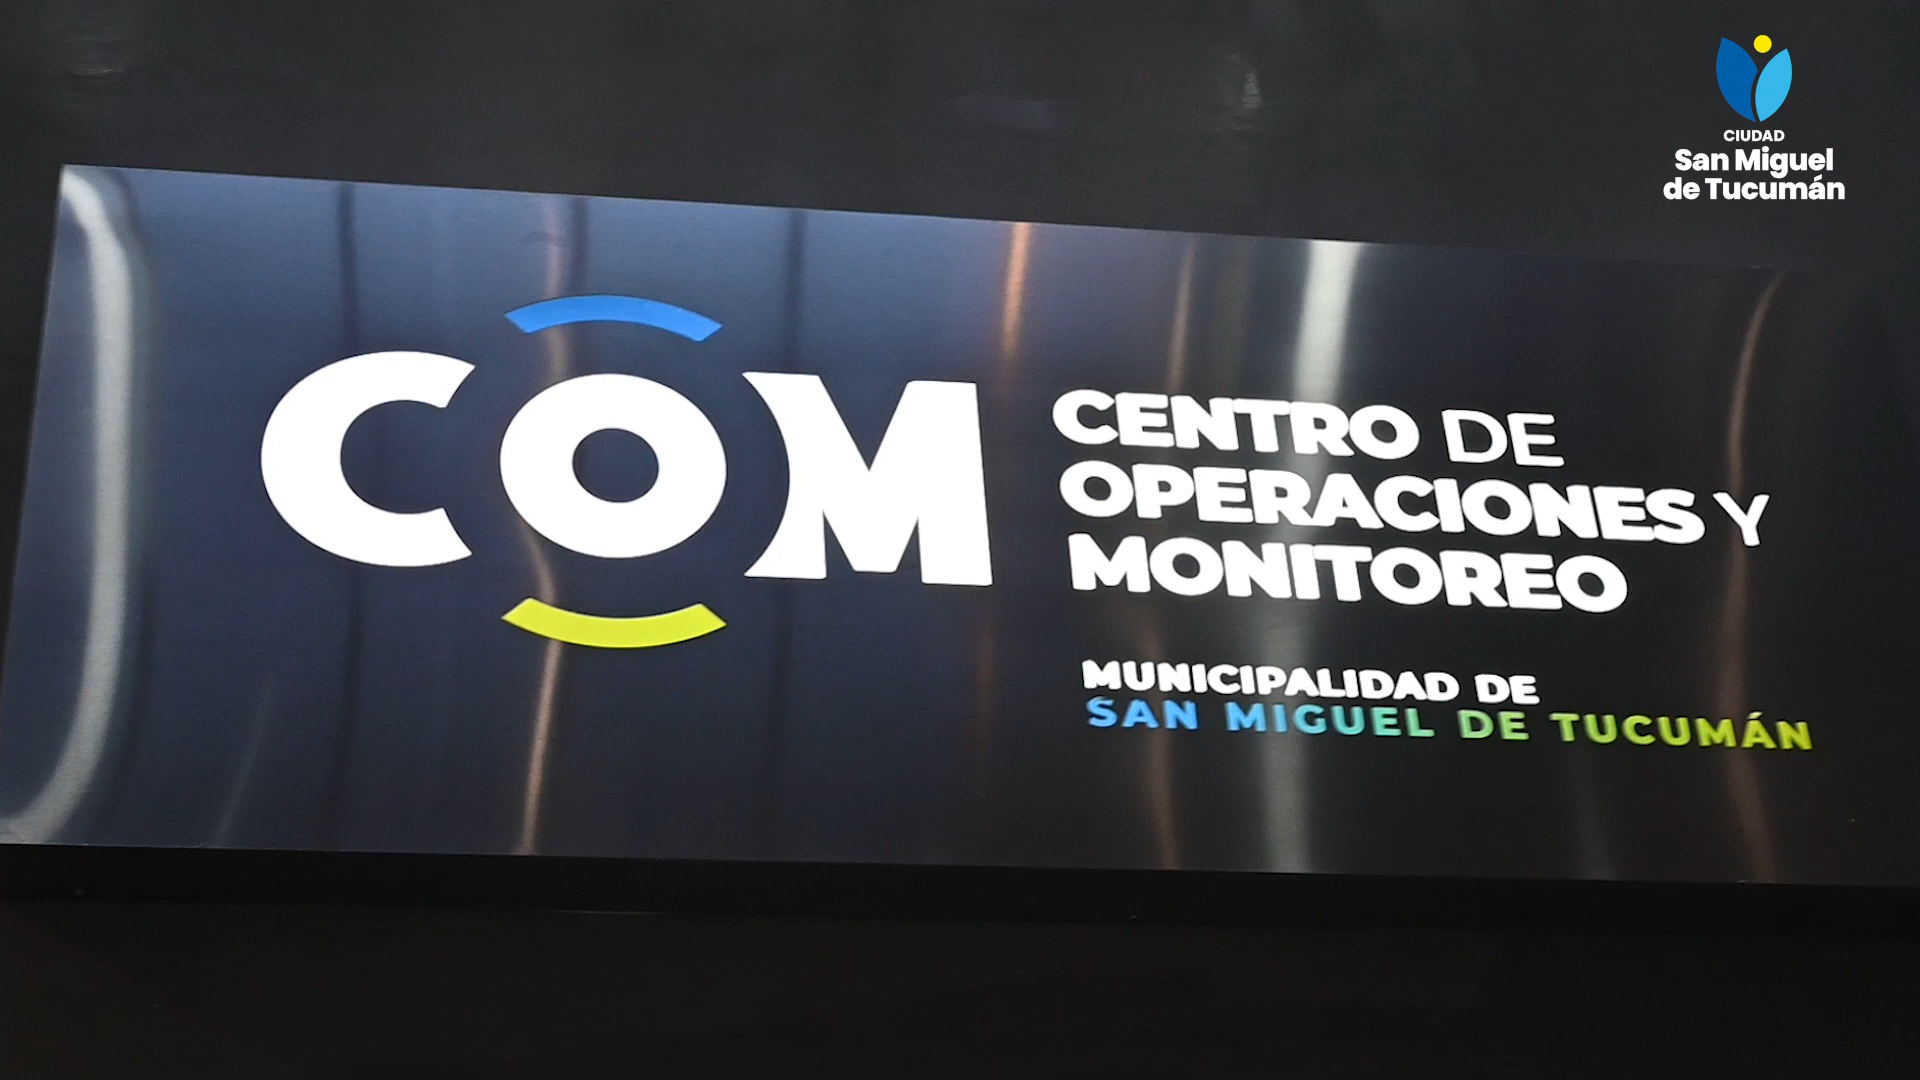 CIUDAD
San Miguel
de Tucumán
COM
CENTRO DE
OPERACIONES Y
MONITOREO
MUNICIPALIDAD DE
SAN MIGUEL DE TUCUMÁN